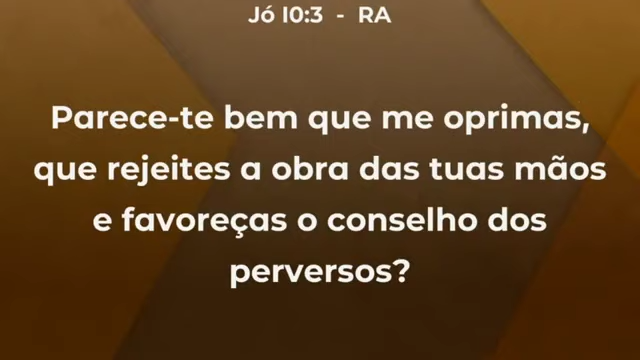 Jó 10:3 - RA
Parece-te bem que me oprimas,
que rejeites a obra das tuas mãos
e favoreças o conselho dos
perversos?